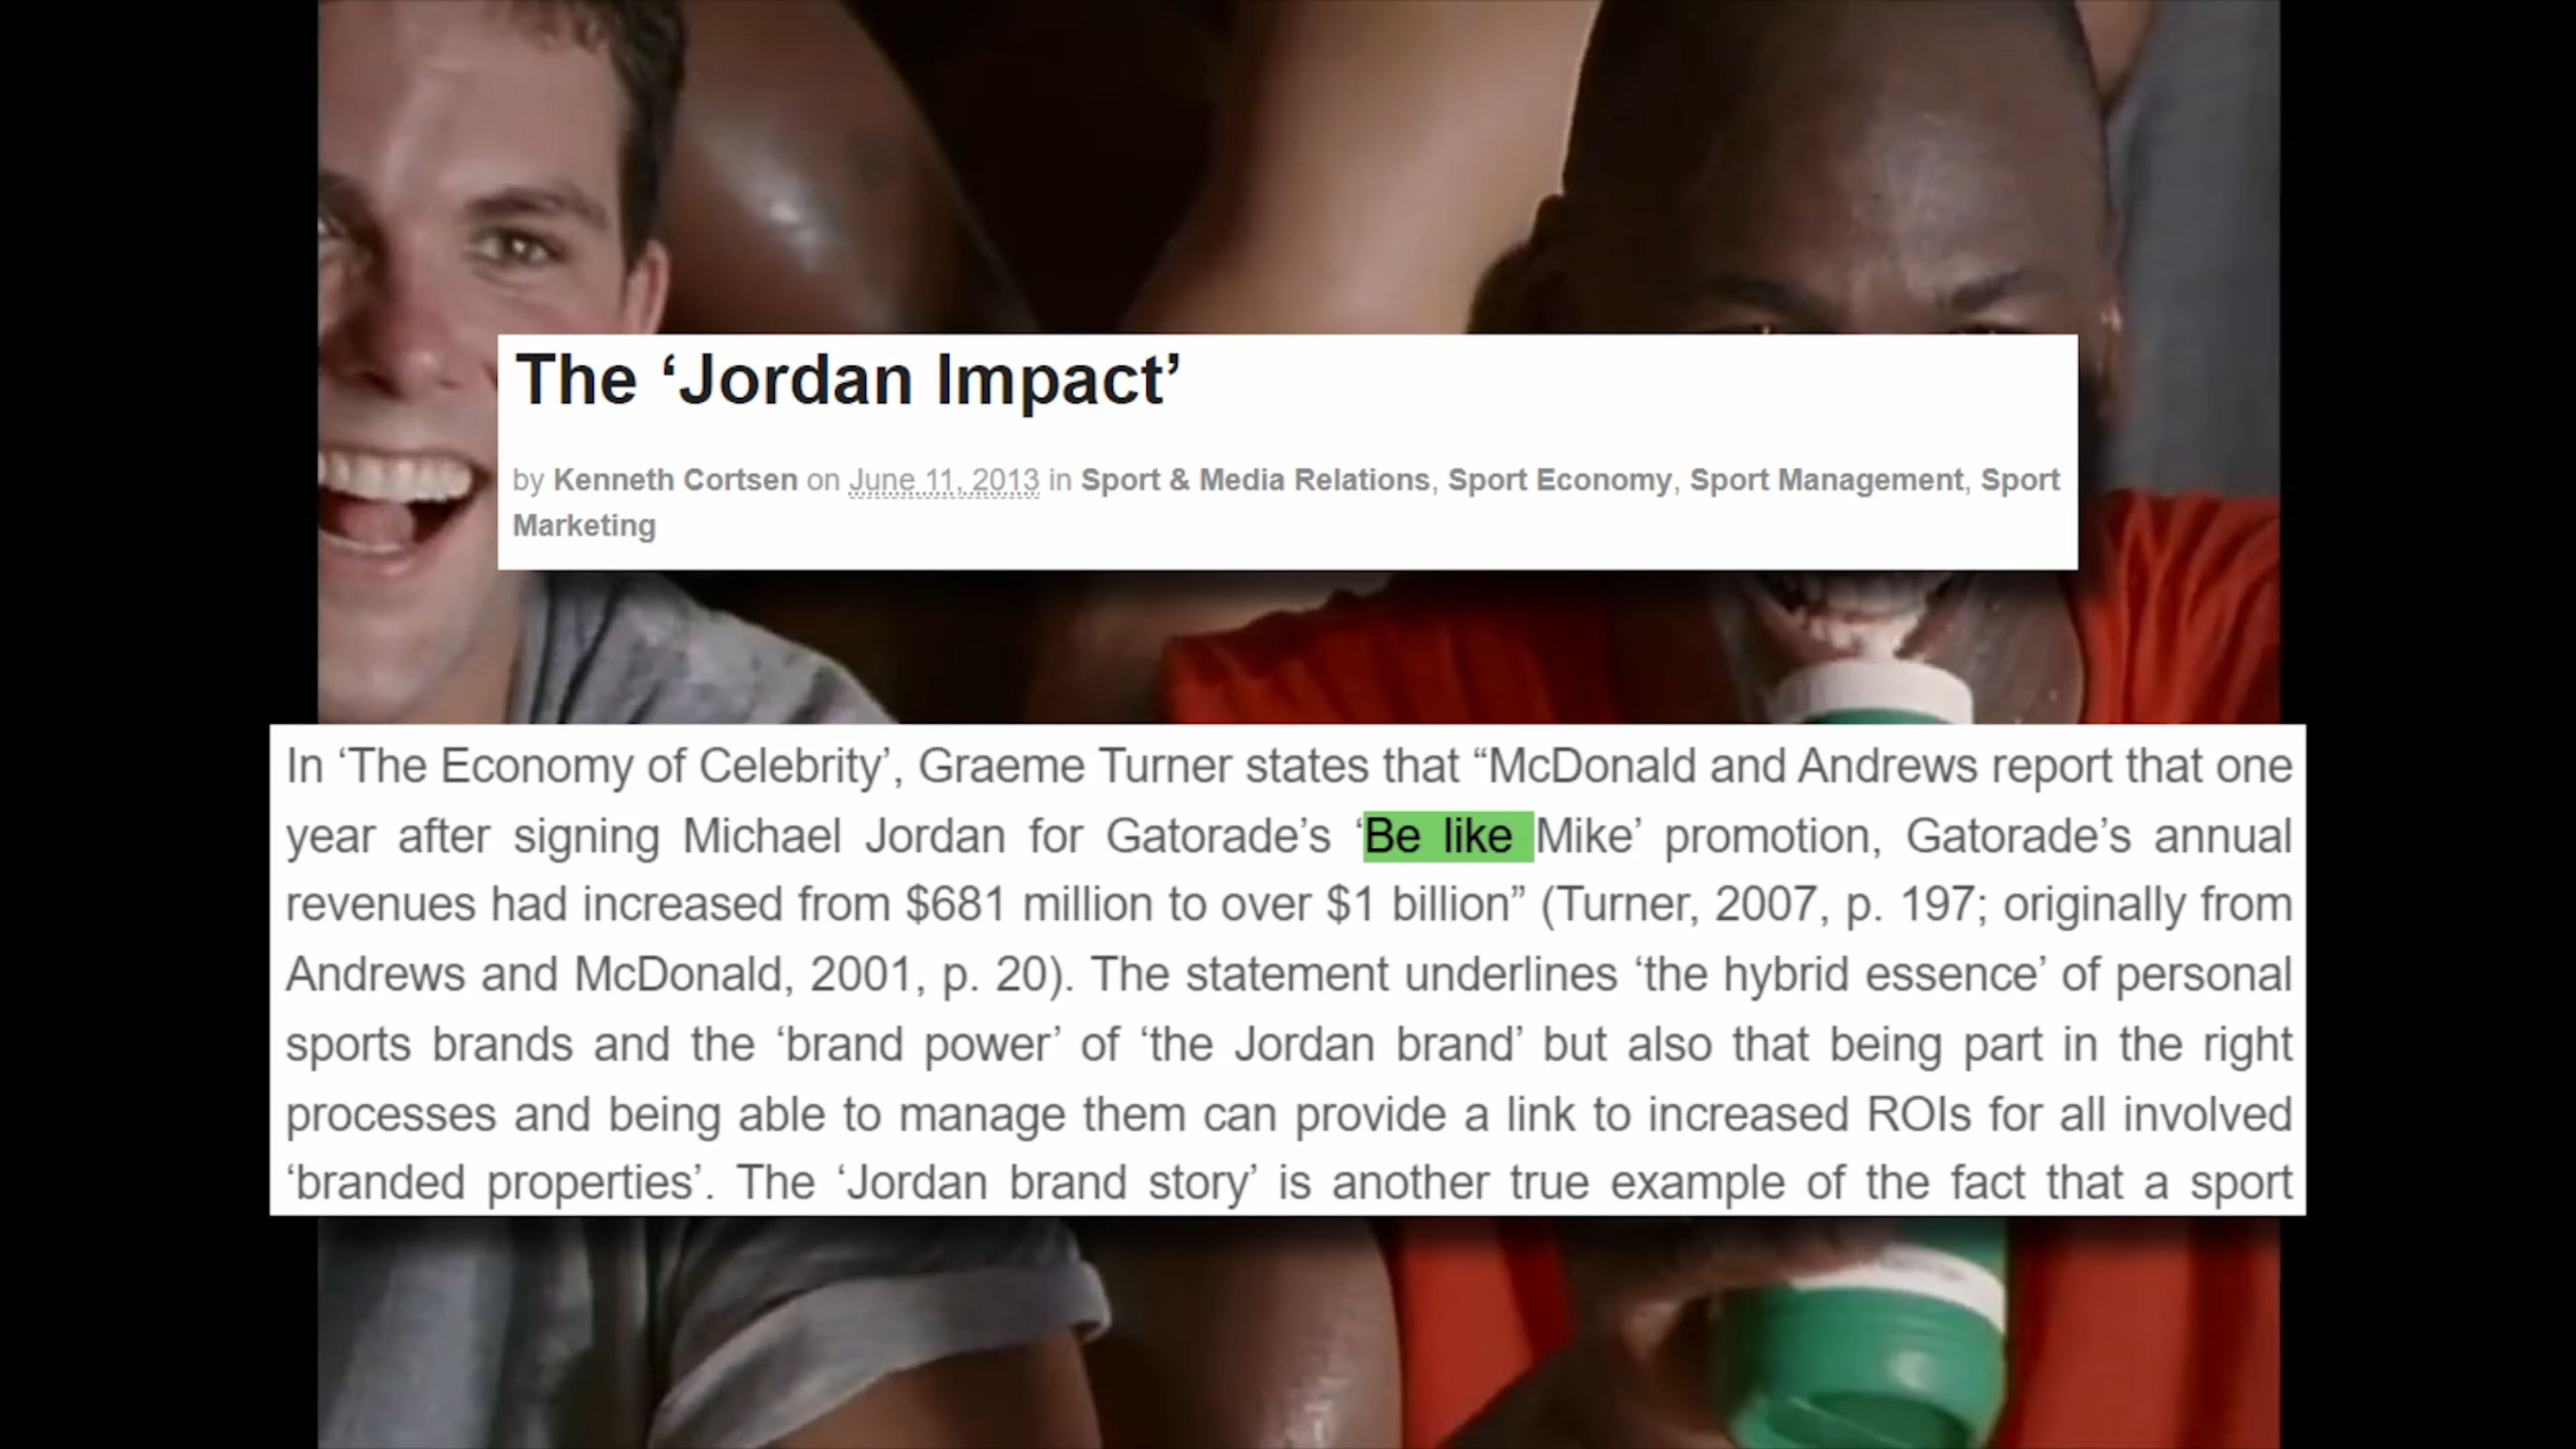 The ‘Jordan Impact’
by Kenneth Cortsen on June 11, 2013 in Sport & Media Relations, Sport Economy, Sport Management, Sport
Marketing
In ‘The Economy of Celebrity’, Graeme Turner states that “McDonald and Andrews report that one
year after signing Michael Jordan for Gatorade’s ‘Be like Mike’ promotion, Gatorade’s annual
revenues had increased from $681 million to over $1 billion” (Turner, 2007, p. 197; originally from
Andrews and McDonald, 2001, p. 20). The statement underlines ‘the hybrid essence’ of personal
sports brands and the ‘brand power’ of ‘the Jordan brand’ but also that being part in the right
processes and being able to manage them can provide a link to increased ROIs for all involved
‘branded properties’. The ‘Jordan brand story’ is another true example of the fact that a sport